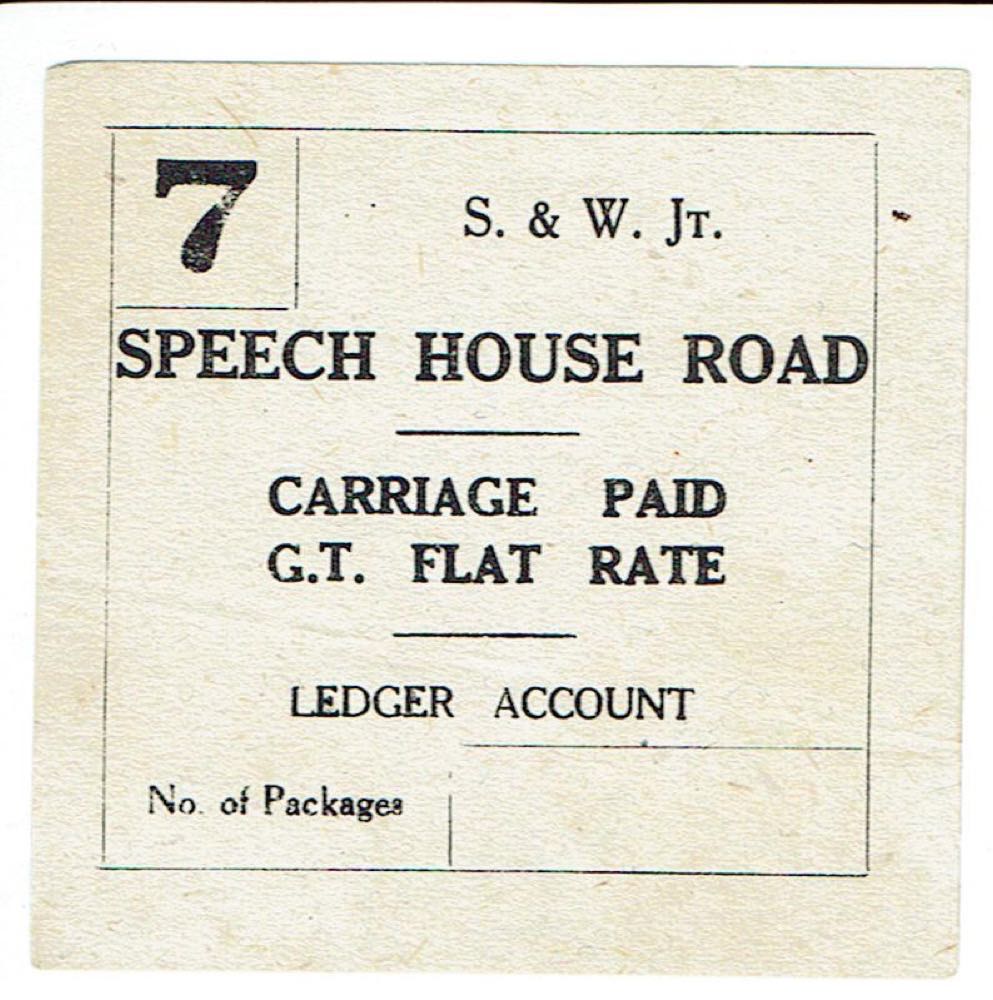 7
S. & W. JT.
SPEECH HOUSE ROAD
CARRIAGE PAID
G.T. FLAT RATE
LEDGER ACCOUNT
No. of Packages